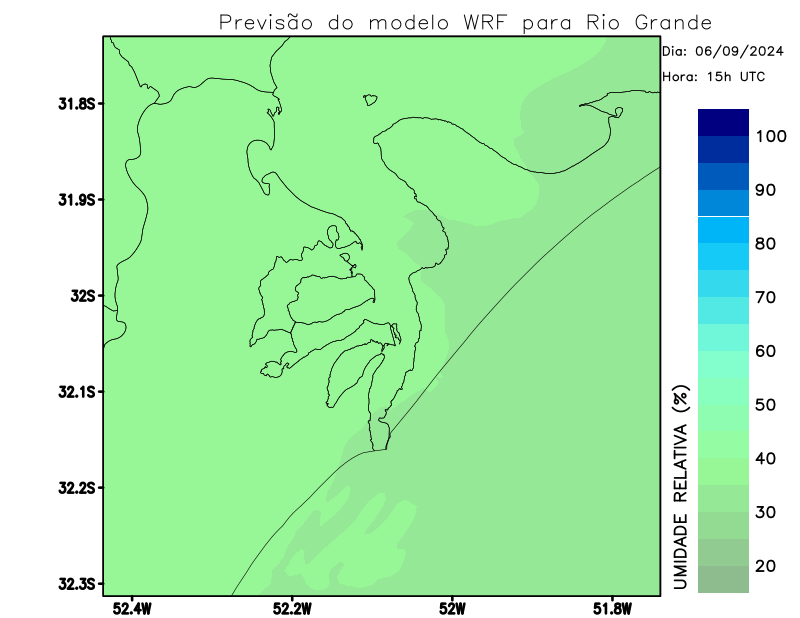 Previsão do modelo WRF para Rio Grande
Dia: 06/09/2024
Hora: 15h UTC
31.8S
31.9S
32S
32.1S
32.2S
32.3S
52.4W
52.2W
52W
51.8W
100
90
80
70
60
50
40
30
20
UMIDADE RELATIVA (%)